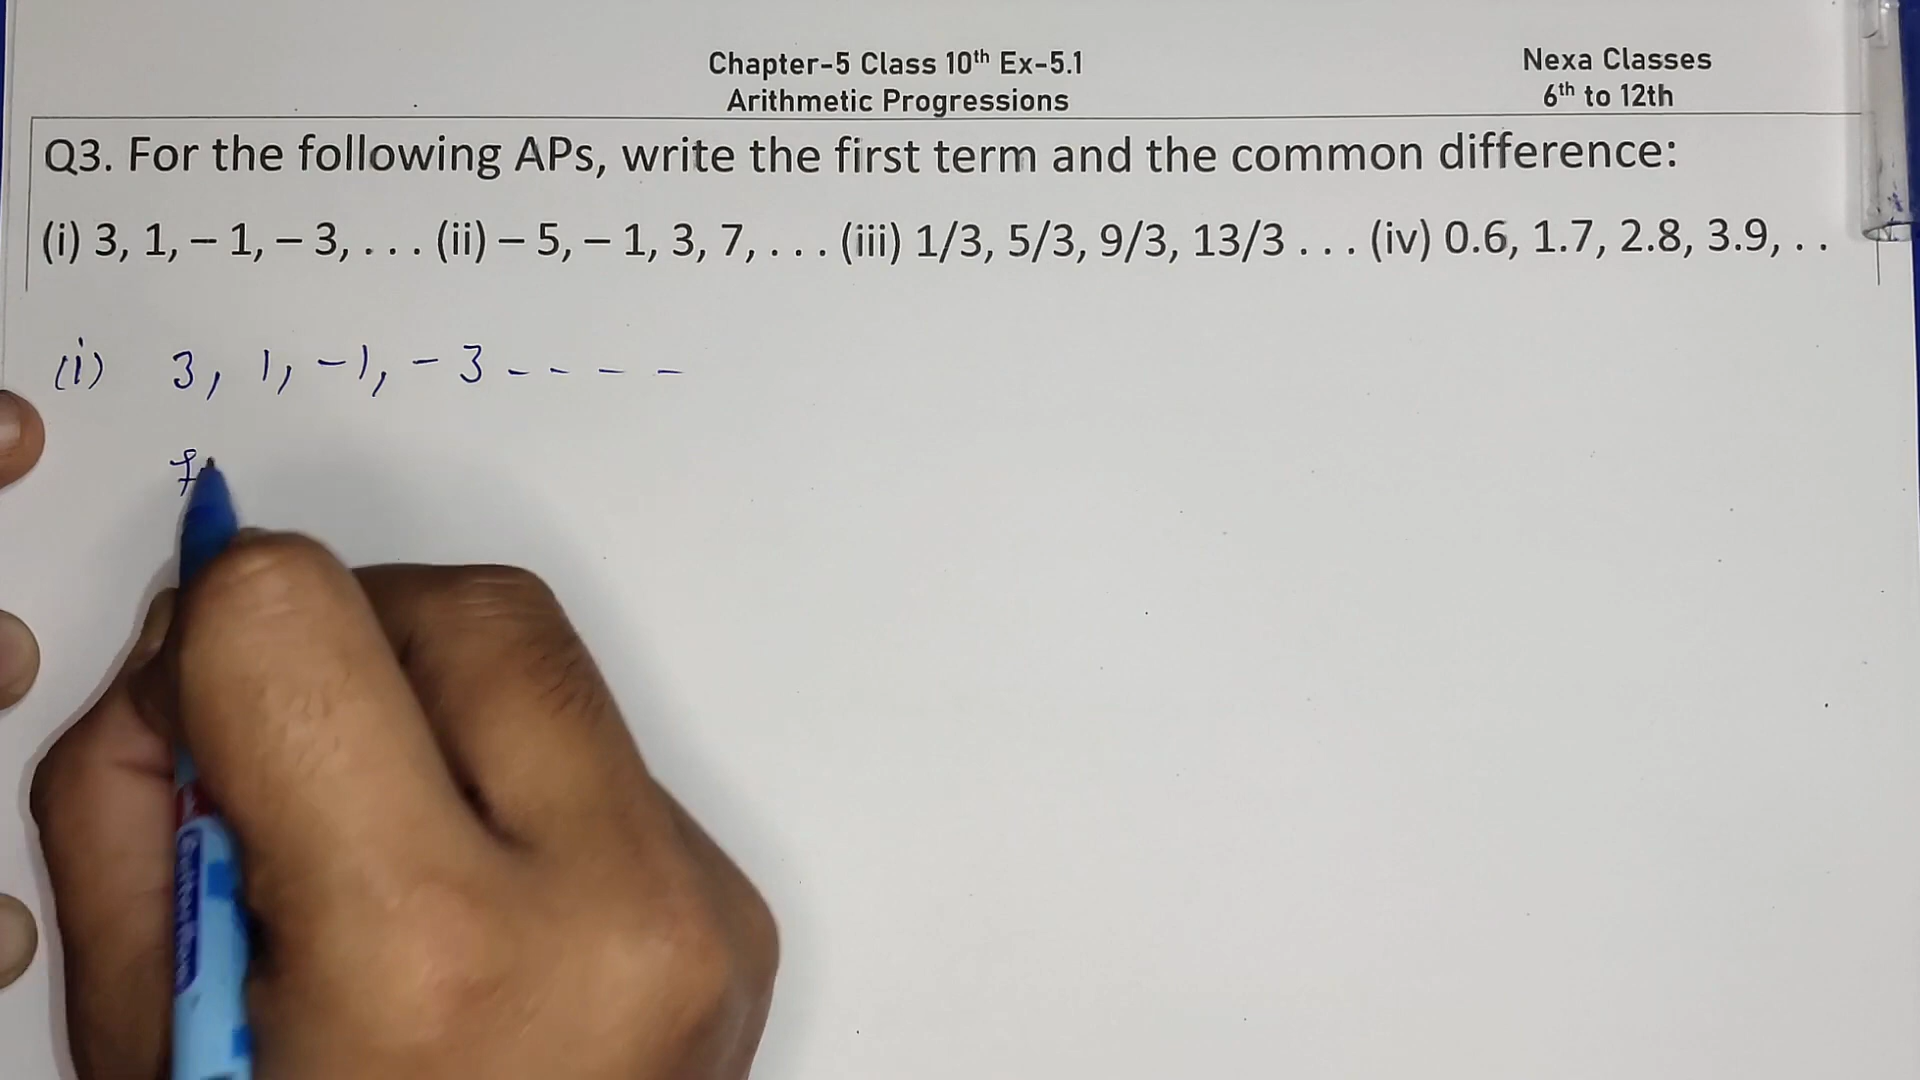 Chapter-5 Class 10th Ex-5.1
Arithmetic Progressions
Nexa Classes
6th to 12th
Q3. For the following APs, write the first term and the common difference:
(i) 3, 1, – 1, – 3, . . . (ii) – 5, – 1, 3, 7, . . . (iii) 1/3, 5/3, 9/3, 13/3 . . . (iv) 0.6, 1.7, 2.8, 3.9, . .
(i) 3, 1, -1, -3 - - - -